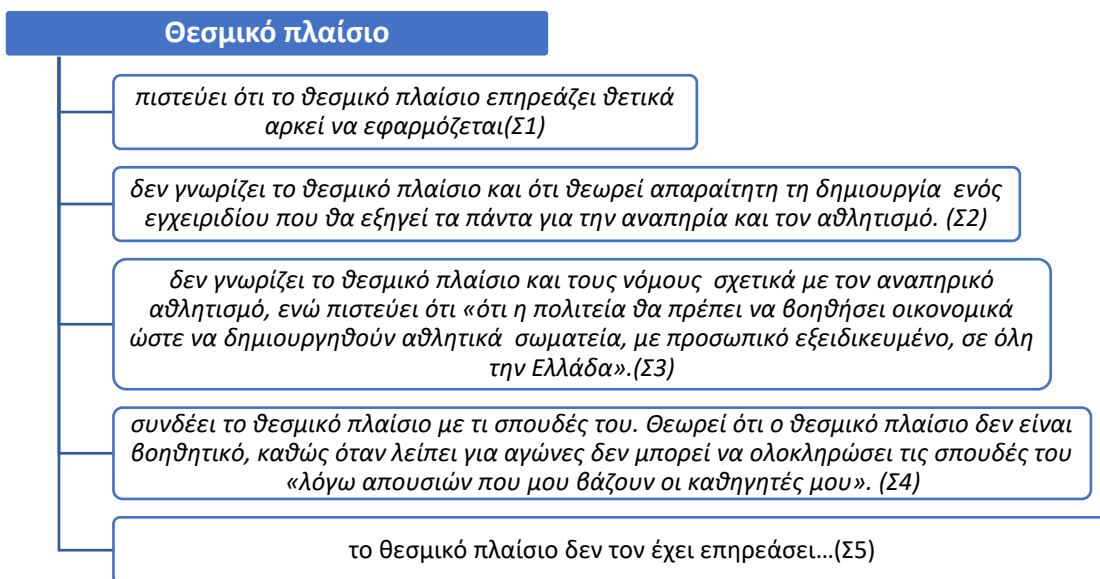 Θεσμικό πλαίσιο
πιστεύει ότι το θεσμικό πλαίσιο επηρεάζει θετικά
αρκεί να εφαρμόζεται(Σ1)
δεν γνωρίζει το θεσμικό πλαίσιο και ότι θεωρεί απαραίτητη τη δημιουργία ενός
εγχειριδίου που θα εξηγεί τα πάντα για την αναπηρία και τον αθλητισμό. (Σ2)
δεν γνωρίζει το θεσμικό πλαίσιο και τους νόμους σχετικά με τον αναπηρικό
αθλητισμό, ενώ πιστεύει ότι «ότι η πολιτεία θα πρέπει να βοηθήσει οικονομικά
ώστε να δημιουργηθούν αθλητικά σωματεία, με προσωπικό εξειδικευμένο, σε όλη
την Ελλάδα».(Σ3)
συνδέει το θεσμικό πλαίσιο με τι σπουδές του. Θεωρεί ότι ο θεσμικό πλαίσιο δεν είναι
βοηθητικό, καθώς όταν λείπει για αγώνες δεν μπορεί να ολοκληρώσει τις σπουδές του
«λόγω απουσιών που μου βάζουν οι καθηγητές μου». (Σ4)
το θεσμικό πλαίσιο δεν τον έχει επηρεάσει...(Σ5)